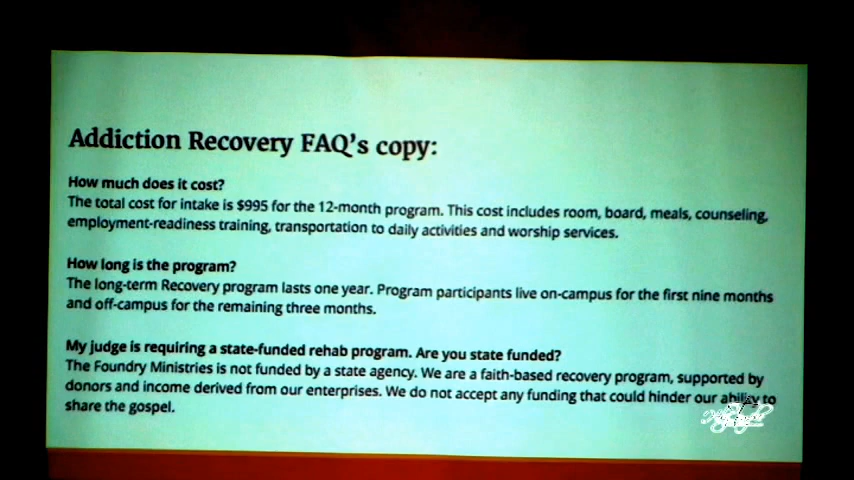 Addiction Recovery FAQ's copy:
How much does it cost?
The total cost for intake is $995 for the 12-month program. This cost includes room, board, meals, counseling,
employment-readiness training, transportation to daily activities and worship services.
How long is the program?
The long-term Recovery program lasts one year. Program participants live on-campus for the first nine months
and off-campus for the remaining three months.
My judge is requiring a state-funded rehab program. Are you state funded?
The Foundry Ministries is not funded by a state agency. We are a faith-based recovery program, supported by
donors and income derived from our enterprises. We do not accept any funding that could hinder our ability to
share the gospel.